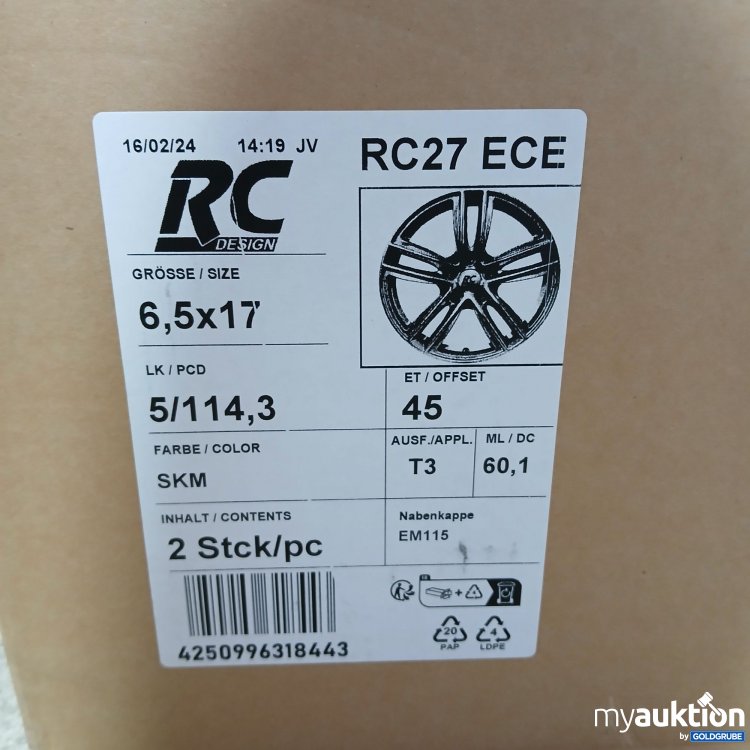 16/02/24 14:19 JV
RC27 ECE
RC
DESIGN
RC
GRÖSSE / SIZE
6,5x17
LK / PCD
5/114,3
ET / OFFSET
45
FARBE / COLOR
SKM
AUSF./APPL.
T3
ML / DC
60,1
INHALT / CONTENTS
2 Stck/pc
Nabenkappe
EM115
4250996318443
+
20
PAP
4
LDPE
myauktion
by GOLDGRUBE